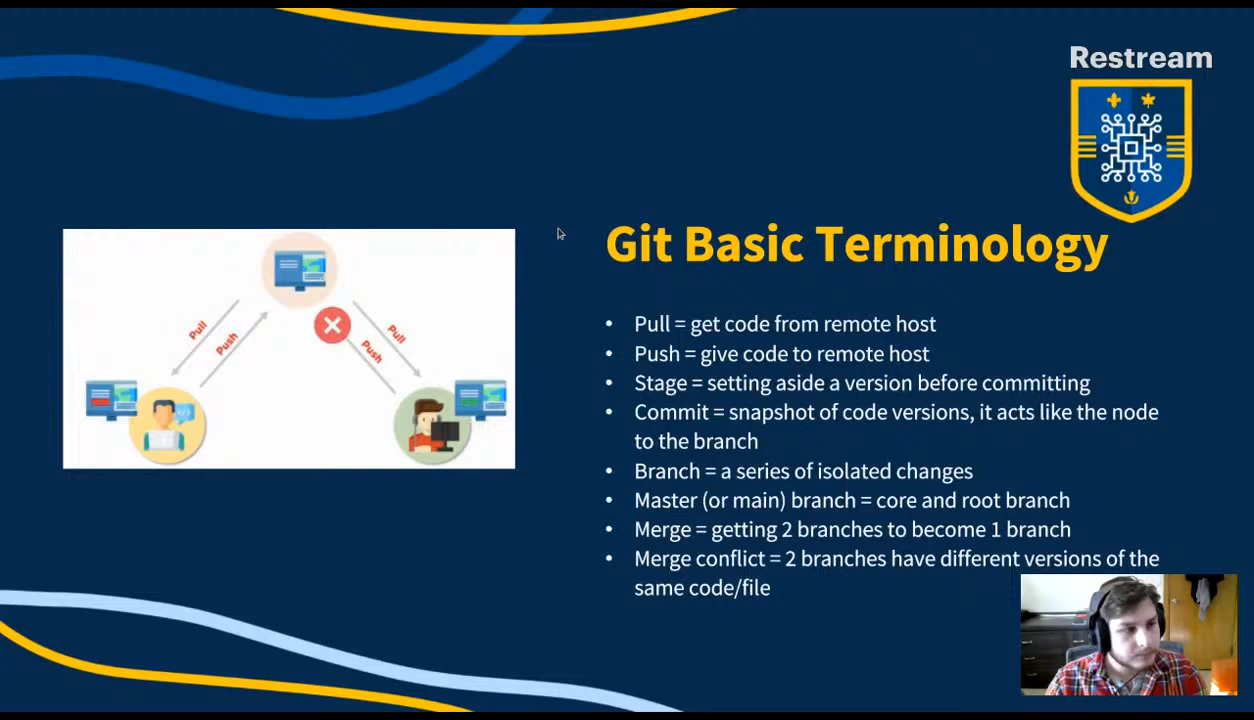 Restream
Git Basic Terminology
Pull
Push
Pull
Push
• Pull = get code from remote host
• Push = give code to remote host
• Stage = setting aside a version before committing
• Commit = snapshot of code versions, it acts like the node
to the branch
• Branch = a series of isolated changes
• Master (or main) branch = core and root branch
• Merge = getting 2 branches to become 1 branch
• Merge conflict = 2 branches have different versions of the
same code/file